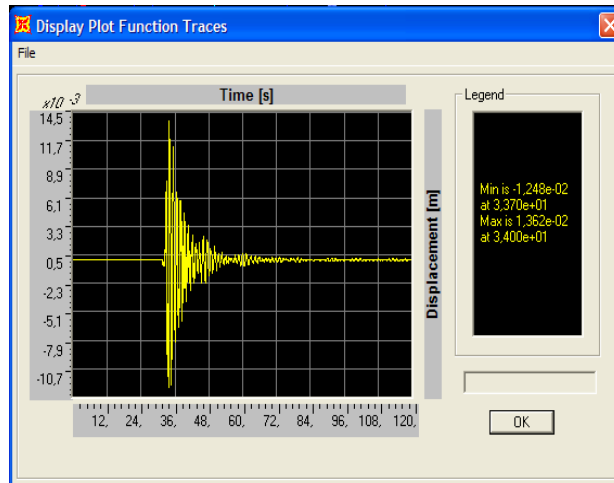 Display Plot Function Traces
File
x10 -3
Time [s]
14,5
11,7
8,9
6,1
3,3
0,5
-2,3
-5,1
-7,9
-10,7
12, 24, 36, 48, 60, 72, 84, 96, 108, 120,
Displacement [m]
Legend
Min is -1,248e-02
at 3,370e+01
Max is 1,362e-02
at 3,400e+01
OK